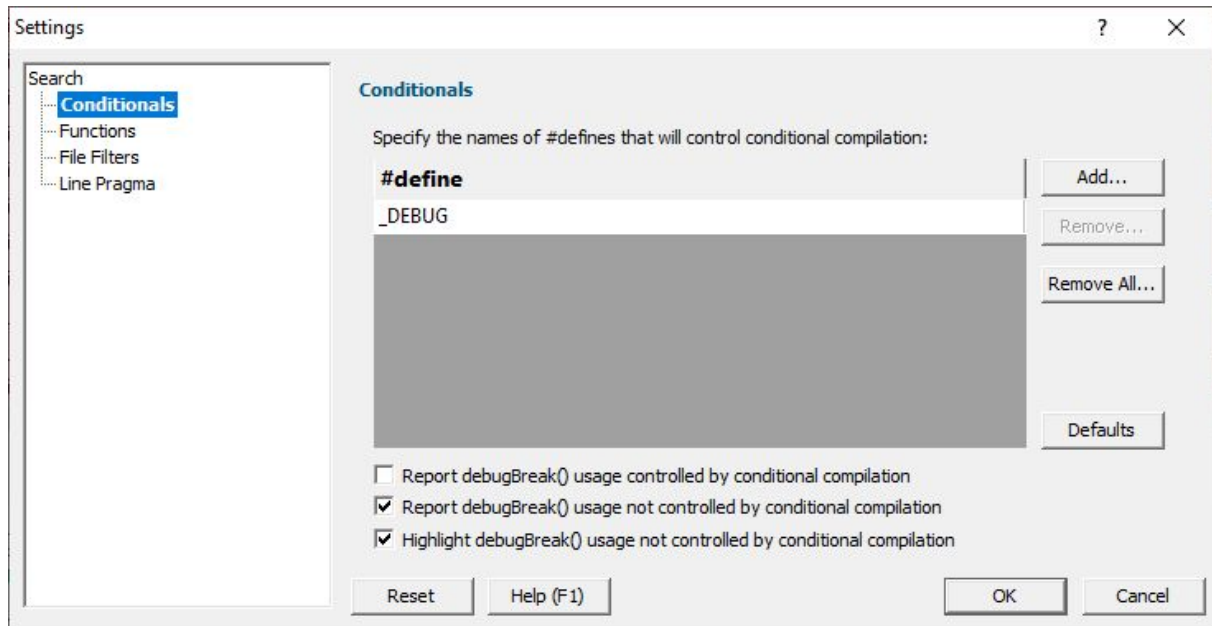 Settings
?
Search
Conditionals
Functions
File Filters
Line Pragma
Conditionals
Specify the names of #defines that will control conditional compilation:
#define
_DEBUG
Add...
Remove...
Remove All...
Defaults
Report debugBreak() usage controlled by conditional compilation
Report debugBreak() usage not controlled by conditional compilation
Highlight debugBreak() usage not controlled by conditional compilation
Reset
Help (F1)
OK
Cancel